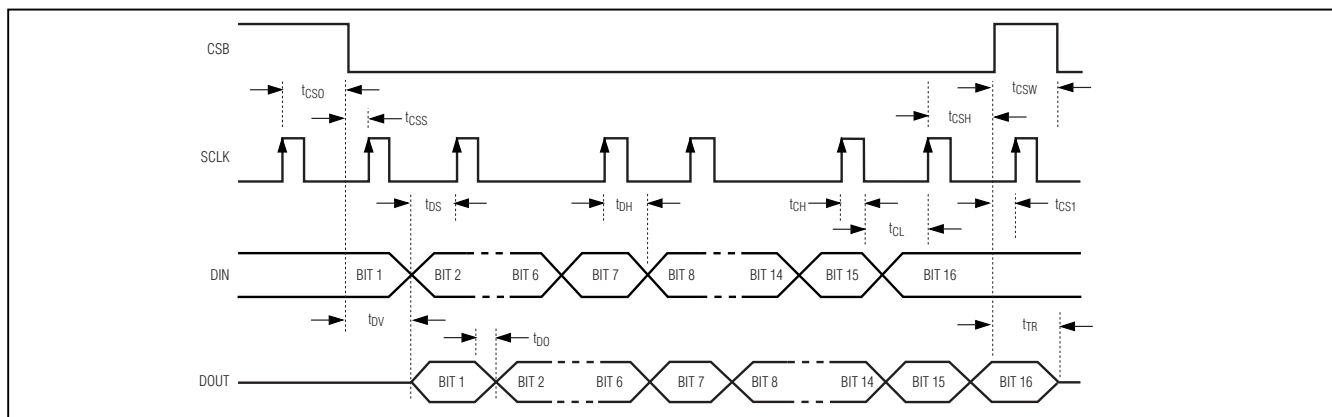 CSB
tCSO
tCSS
tCSH
tCSW
SCLK
tDS
tDH
tCH
tCL
tCS1
DIN
BIT 1
BIT 2
BIT 6
BIT 7
BIT 8
BIT 14
BIT 15
BIT 16
tDV
tDO
tTR
DOUT
BIT 1
BIT 2
BIT 6
BIT 7
BIT 8
BIT 14
BIT 15
BIT 16